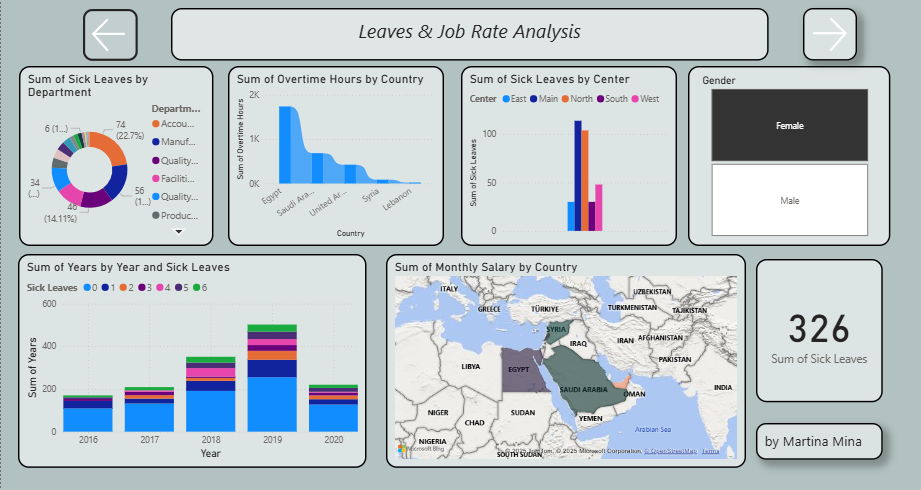 Leaves & Job Rate Analysis
Sum of Sick Leaves by
Department
Departm...
Accou...
Manuf...
Quality...
Faciliti...
Quality...
Produc...
74
(22.7%)
56
(1...)
46
(14.11%)
34
(...)
6 (1...)
Sum of Overtime Hours by Country
Sum of Overtime Hours
2K
1K
0K
Egypt
Saudi Ara...
United Ar...
Syria
Lebanon
Country
Sum of Sick Leaves by Center
Center East Main North South West
Sum of Sick Leaves
100
50
0
Gender
Female
Male
Sum of Years by Year and Sick Leaves
Sick Leaves 0 1 2 3 4 5 6
Sum of Years
600
400
200
0
2016 2017 2018 2019 2020
Year
Sum of Monthly Salary by Country
ITALY
UZBEKISTAN
GREECE
TÜRKIYE
TURKMENISTAN
TAJIKISTAN
SYRIA
IRAQ
IRAN
AFGHANISTAN
PAKISTAN
LIBYA
EGYPT
SAUDI ARABIA
OMAN
INDIA
NIGER
CHAD
SUDAN
YEMEN
Arabian Sea
NIGERIA
SOUTH SUDAN
Microsoft Bing
© 2025 TomTom, © 2025 Microsoft Corporation, © OpenStreetMap Terms
326
Sum of Sick Leaves
by Martina Mina